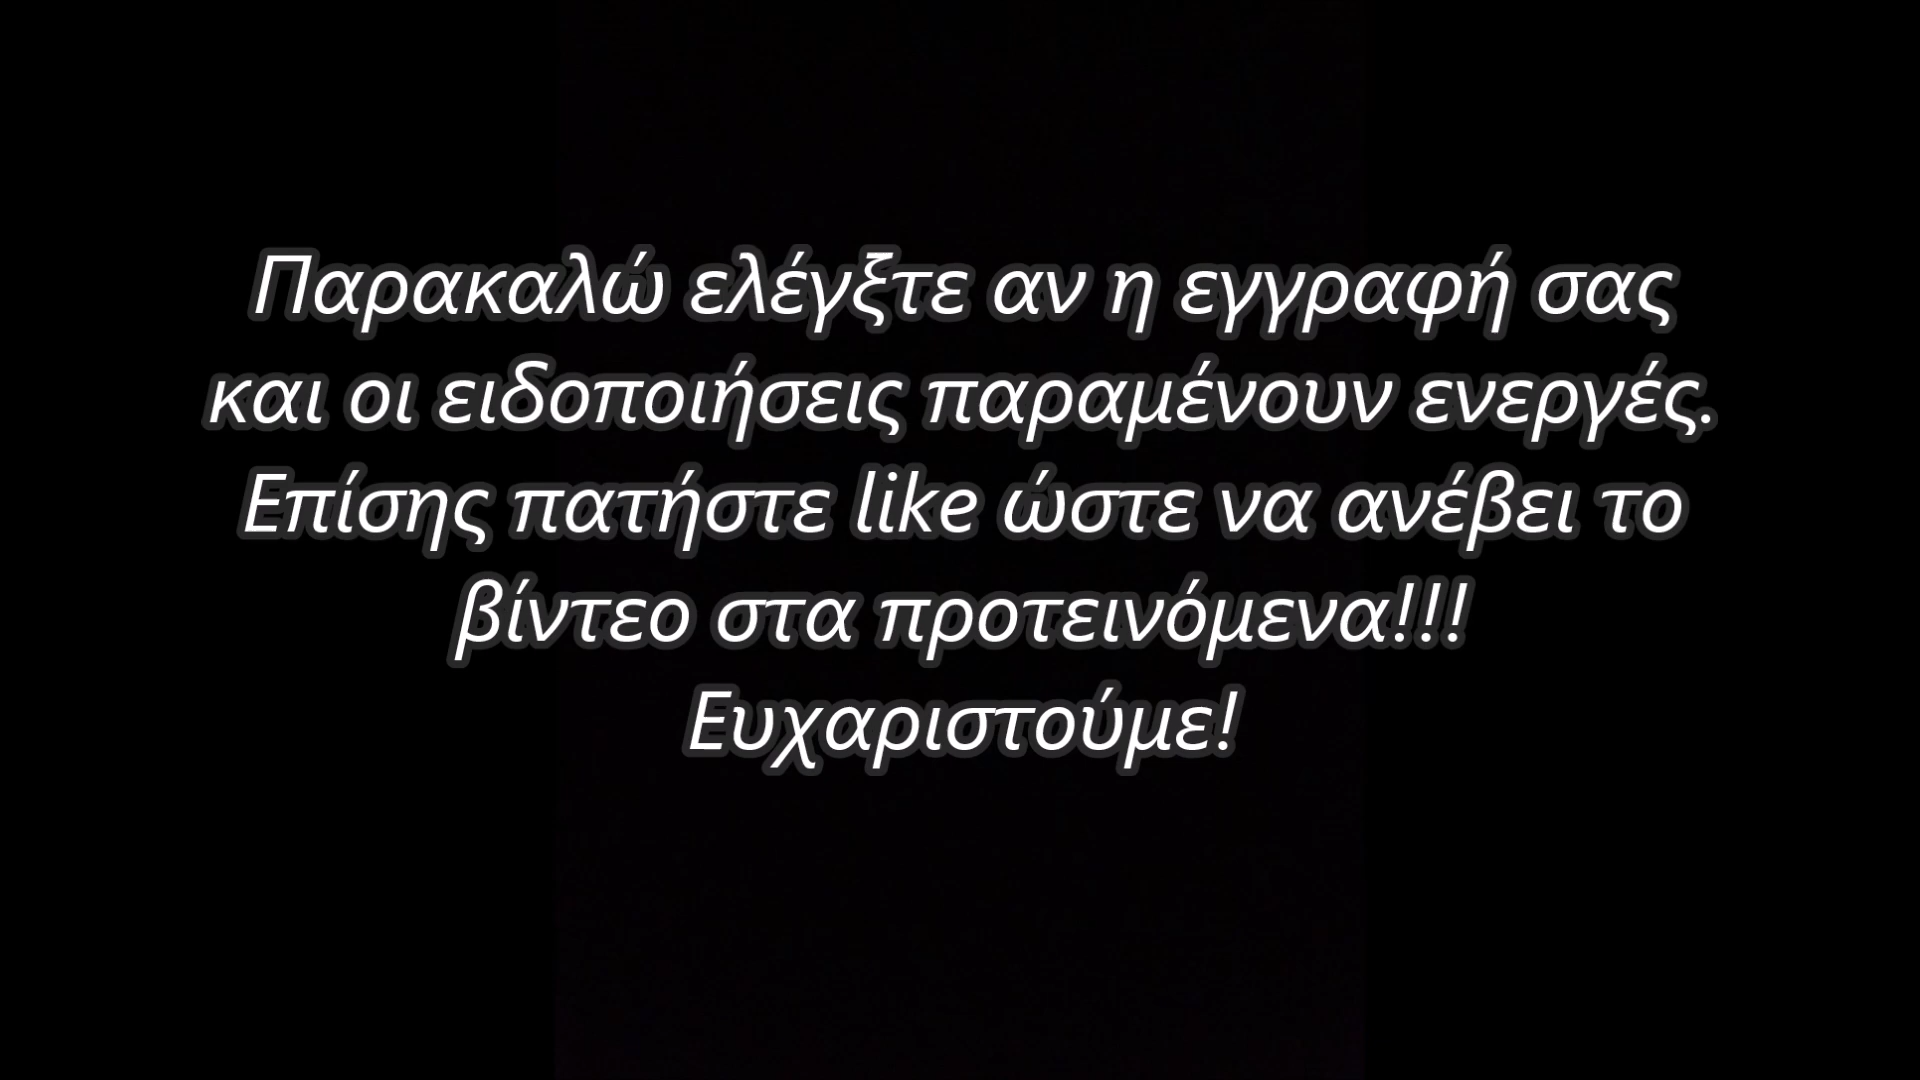 Παρακαλώ ελέγξτε αν η εγγραφή σας
και οι ειδοποιήσεις παραμένουν ενεργές.
Επίσης πατήστε like ώστε να ανέβει το
βίντεο στα προτεινόμενα!!!
Ευχαριστούμε!